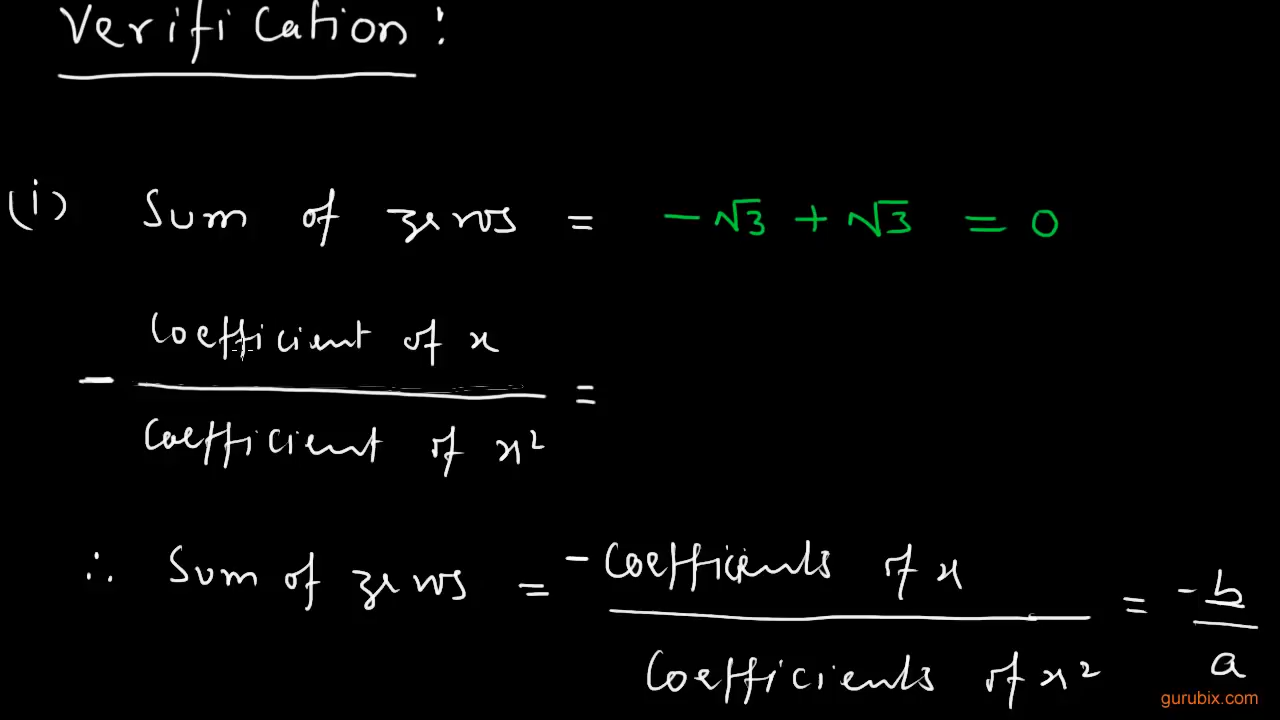 Verification:
(i) Sum of zeros = -√3 + √3 = 0
- Coefficient of x / Coefficient of x² =
∴ Sum of zeros = -Coefficients of x / Coefficients of x² = -b / a
gurubix.com